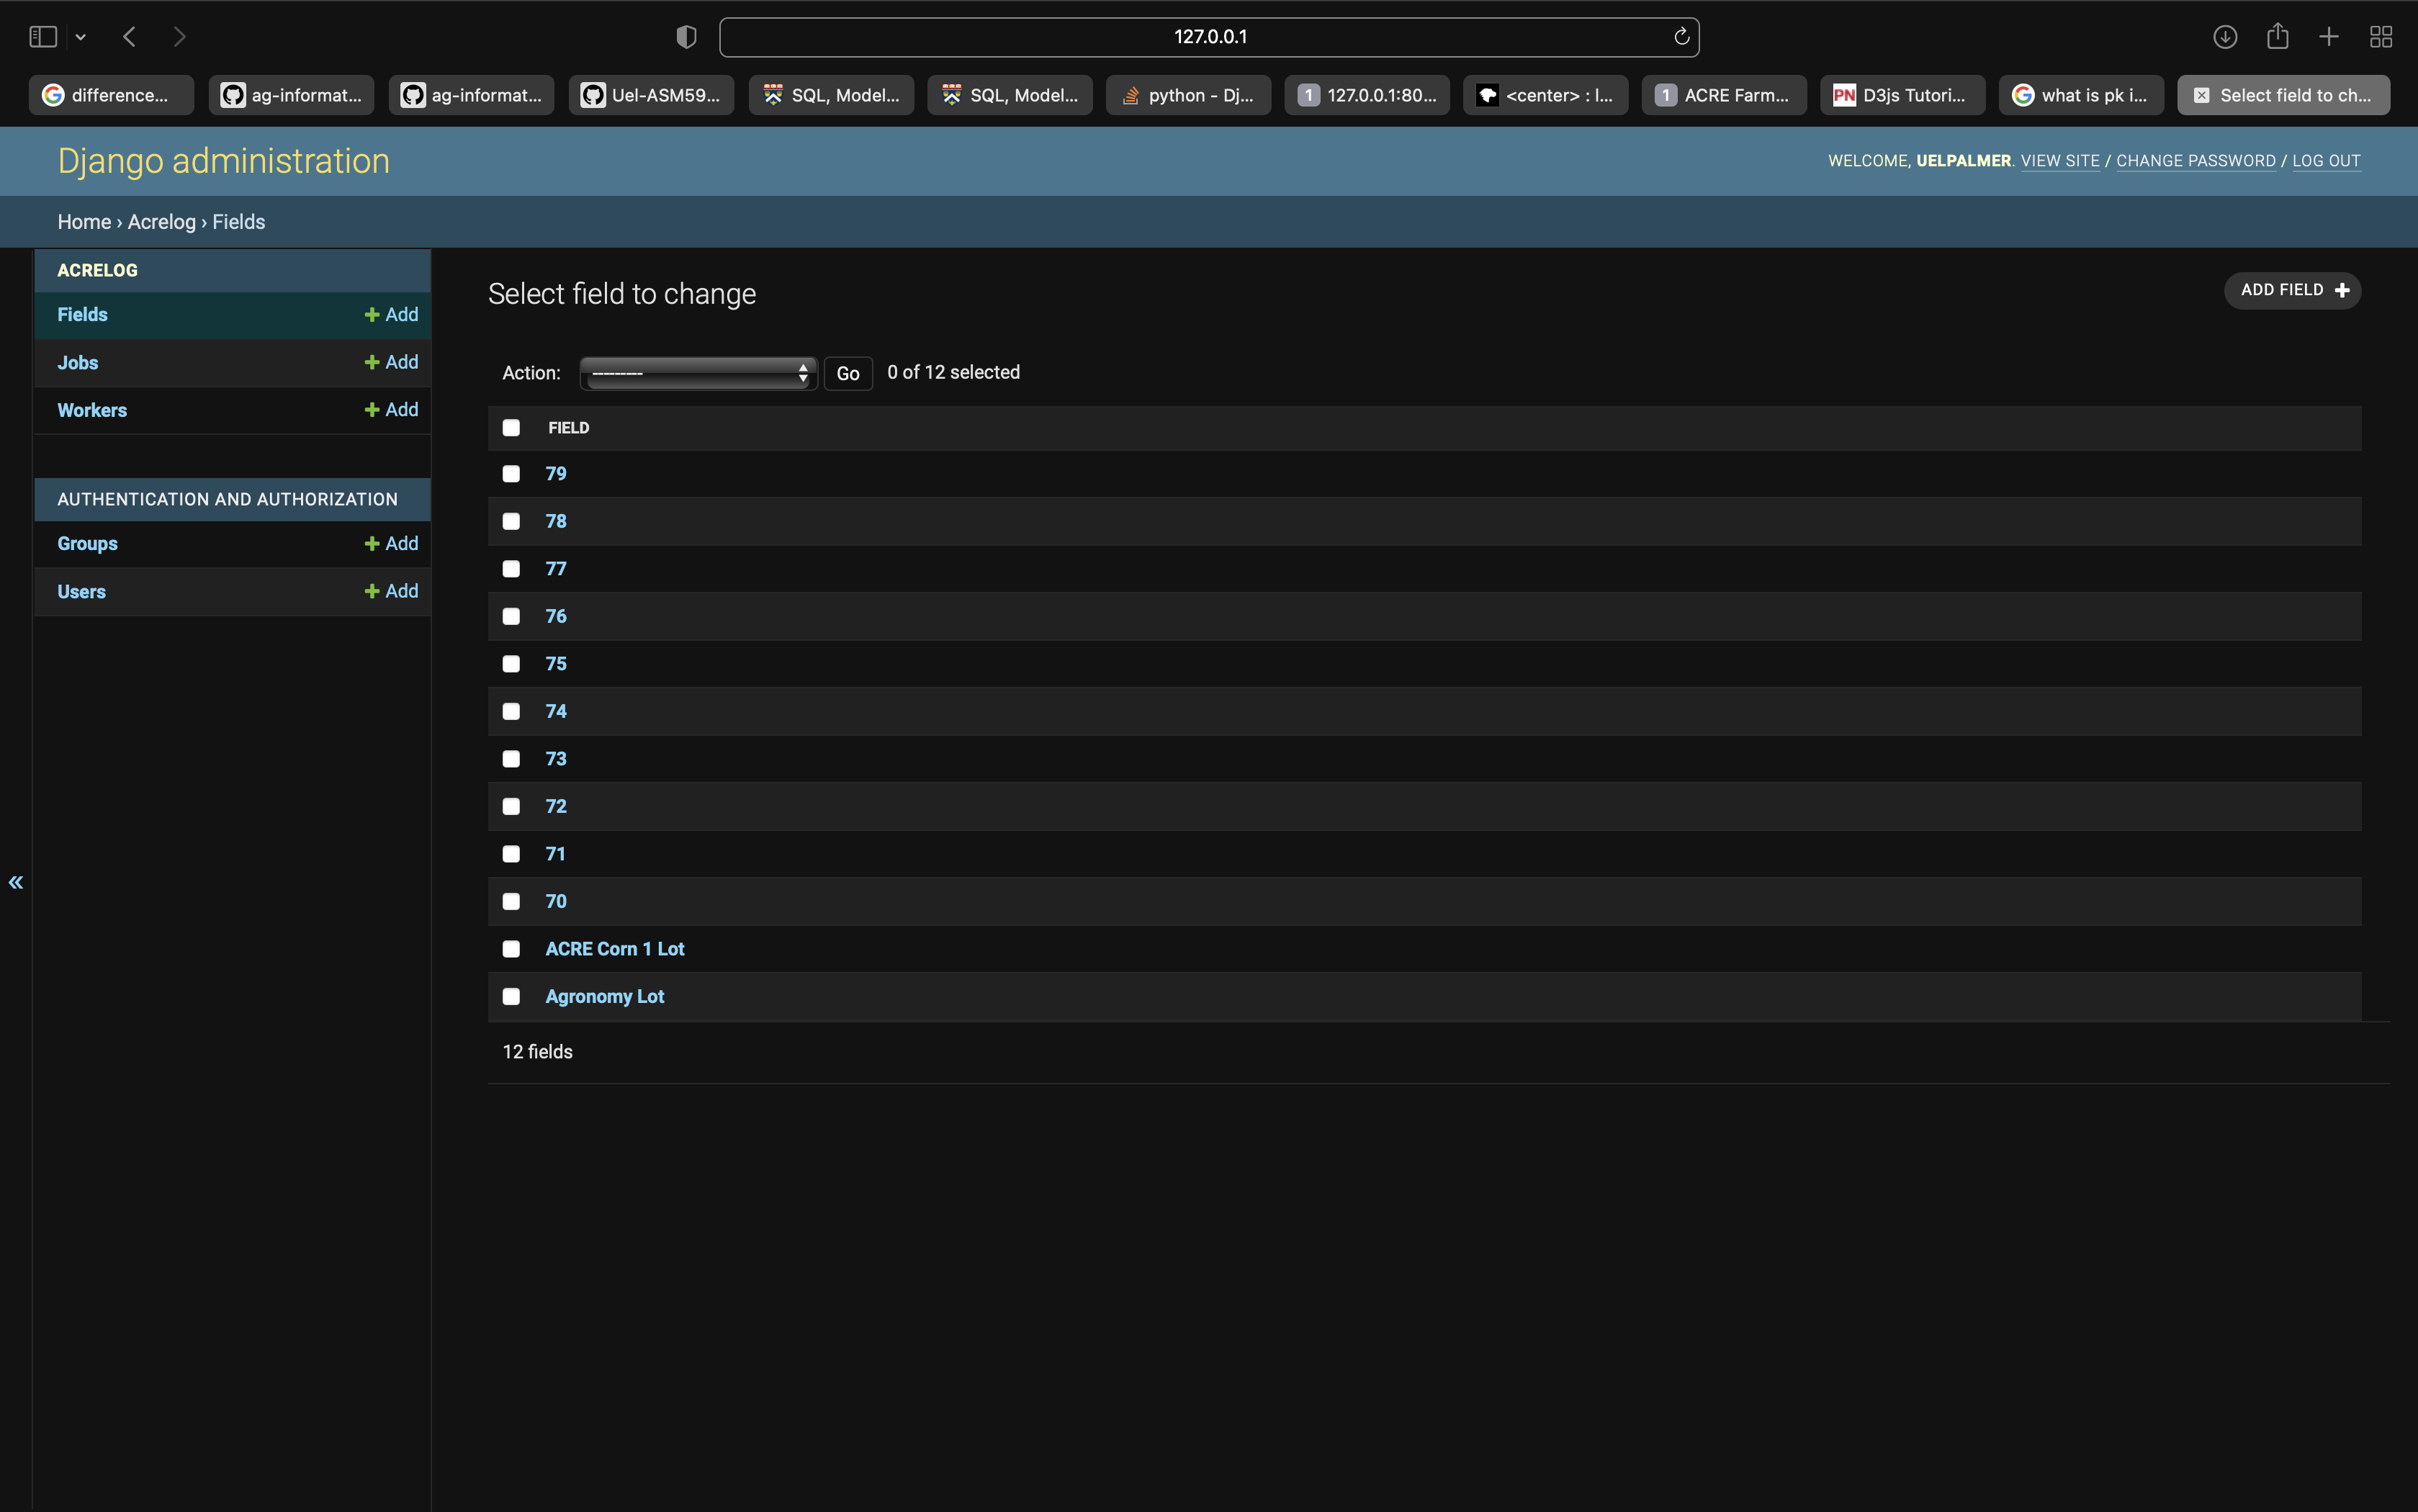 127.0.0.1
difference...
ag-informat...
ag-informat...
Uel-ASM59...
SQL, Model...
SQL, Model...
python - Dj...
1 127.0.0.1:80...
<center> : l...
1 ACRE Farm...
PN D3js Tutori...
what is pk i...
Select field to ch...
Django administration
WELCOME, UELPALMER. VIEW SITE / CHANGE PASSWORD / LOG OUT
Home › Acrelog › Fields
ACRELOG
Fields + Add
Jobs + Add
Workers + Add
AUTHENTICATION AND AUTHORIZATION
Groups + Add
Users + Add
«
Select field to change
ADD FIELD +
Action: --------- Go 0 of 12 selected
FIELD
79
78
77
76
75
74
73
72
71
70
ACRE Corn 1 Lot
Agronomy Lot
12 fields